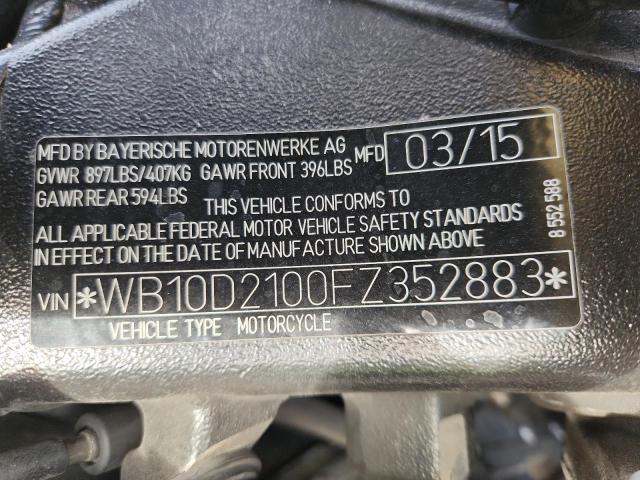 MFD BY BAYERISCHE MOTORENWERKE AG
GVWR 897LBS/407KG GAWR FRONT 396LBS MFD 03/15
GAWR REAR 594LBS
THIS VEHICLE CONFORMS TO
ALL APPLICABLE FEDERAL MOTOR VEHICLE SAFETY STANDARDS
IN EFFECT ON THE DATE OF MANUFACTURE SHOWN ABOVE
8 552 588
VIN *WB10D2100FZ352883*
VEHICLE TYPE MOTORCYCLE